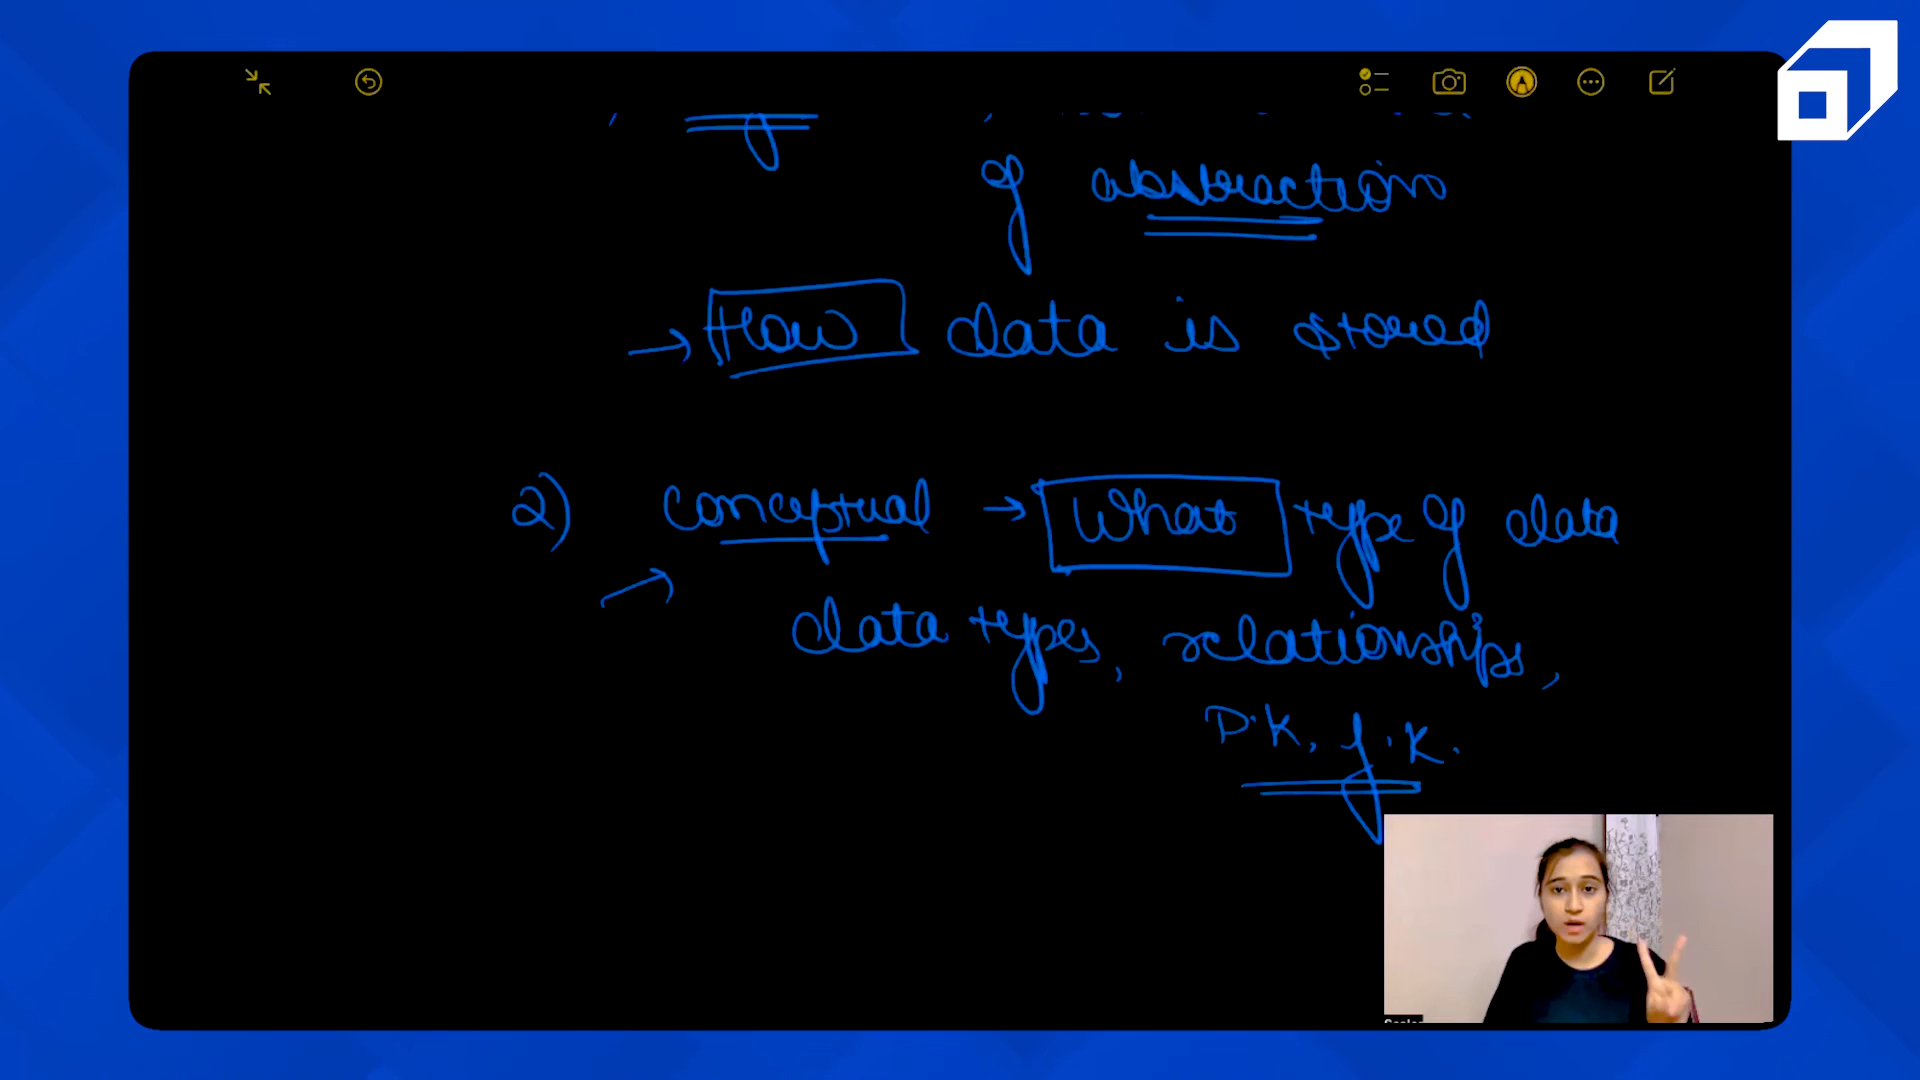 of abstraction
→ How data is stored
2) conceptual → What type of data
→ data types, relationships,
P.K, f.K.